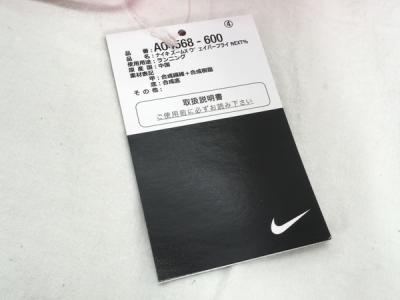 ④
品 番：AO4568 - 600
品 名：ナイキ ズームX ヴェイパーフライ NEXT%
使用用途：ランニング
原 産 国：中国
素材表記
甲：合成繊維＋合成樹脂
底：合成底
その他：
取扱説明書
ご使用前に必ずお読み下さい